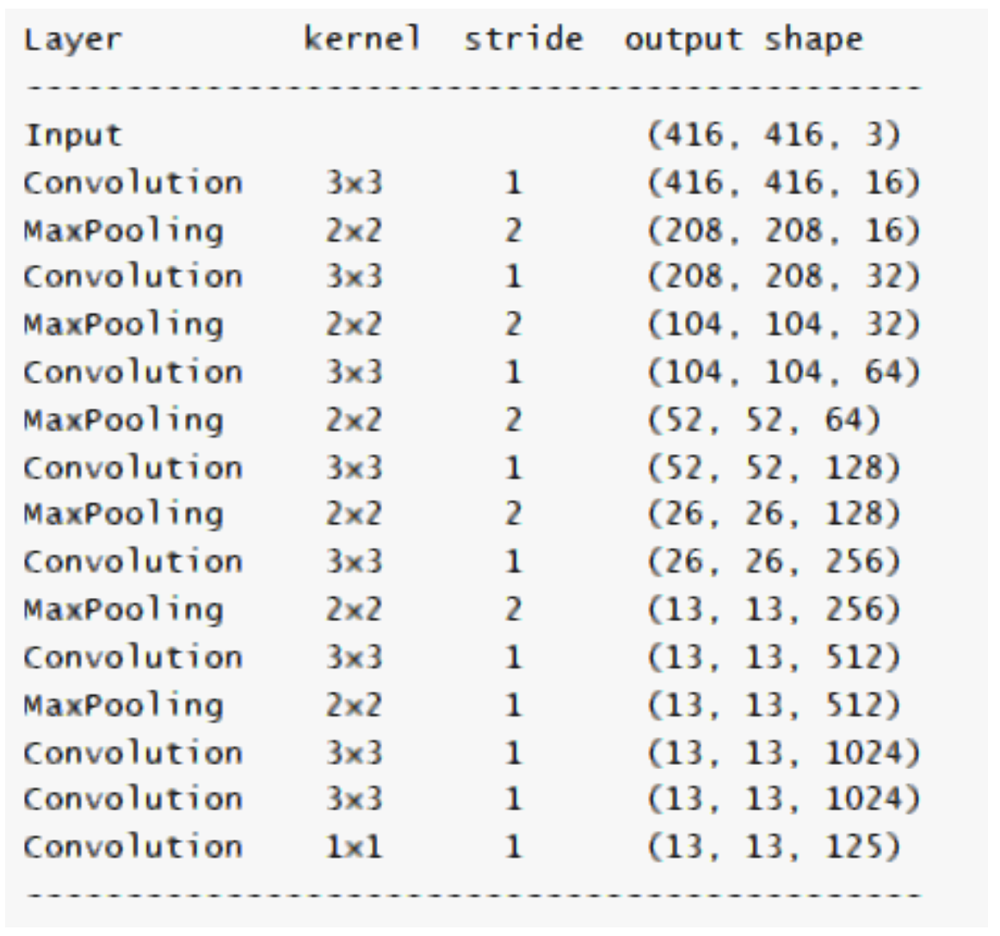 Layer kernel stride output shape
---------------------------------------------
Input (416, 416, 3)
Convolution 3x3 1 (416, 416, 16)
MaxPooling 2x2 2 (208, 208, 16)
Convolution 3x3 1 (208, 208, 32)
MaxPooling 2x2 2 (104, 104, 32)
Convolution 3x3 1 (104, 104, 64)
MaxPooling 2x2 2 (52, 52, 64)
Convolution 3x3 1 (52, 52, 128)
MaxPooling 2x2 2 (26, 26, 128)
Convolution 3x3 1 (26, 26, 256)
MaxPooling 2x2 2 (13, 13, 256)
Convolution 3x3 1 (13, 13, 512)
MaxPooling 2x2 1 (13, 13, 512)
Convolution 3x3 1 (13, 13, 1024)
Convolution 3x3 1 (13, 13, 1024)
Convolution 1x1 1 (13, 13, 125)
---------------------------------------------